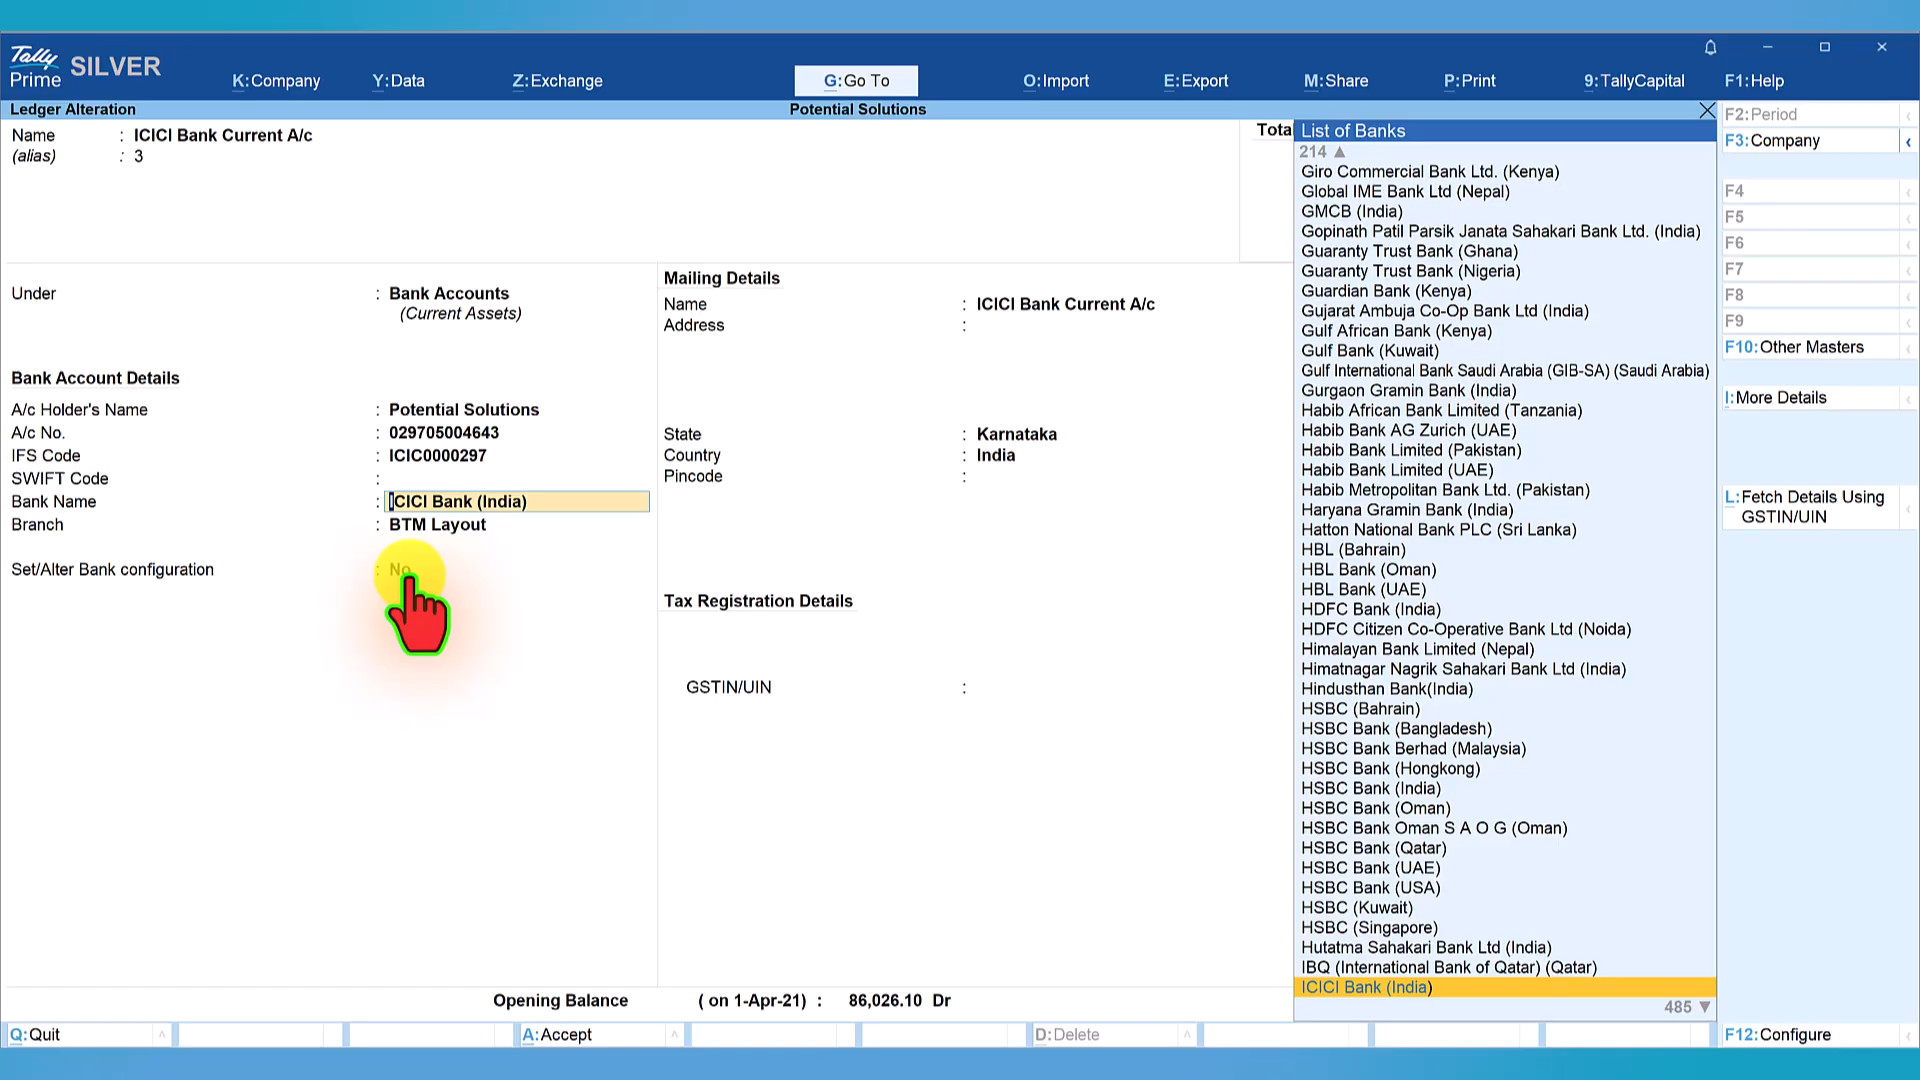 Tally
Prime SILVER
K:Company Y:Data Z:Exchange G:Go To O:Import E:Export M:Share P:Print 9:TallyCapital F1:Help
Ledger Alteration Potential Solutions
Name : ICICI Bank Current A/c
(alias) : 3
Under : Bank Accounts
(Current Assets)
Bank Account Details
A/c Holder's Name : Potential Solutions
A/c No. : 029705004643
IFS Code : ICIC0000297
SWIFT Code :
Bank Name : ICICI Bank (India)
Branch : BTM Layout
Set/Alter Bank configuration : No
Mailing Details
Name : ICICI Bank Current A/c
Address :
State : Karnataka
Country : India
Pincode :
Tax Registration Details
GSTIN/UIN :
Opening Balance ( on 1-Apr-21) : 86,026.10 Dr
Tota
List of Banks
214 ▲
Giro Commercial Bank Ltd. (Kenya)
Global IME Bank Ltd (Nepal)
GMCB (India)
Gopinath Patil Parsik Janata Sahakari Bank Ltd. (India)
Guaranty Trust Bank (Ghana)
Guaranty Trust Bank (Nigeria)
Guardian Bank (Kenya)
Gujarat Ambuja Co-Op Bank Ltd (India)
Gulf African Bank (Kenya)
Gulf Bank (Kuwait)
Gulf International Bank Saudi Arabia (GIB-SA) (Saudi Arabia)
Gurgaon Gramin Bank (India)
Habib African Bank Limited (Tanzania)
Habib Bank AG Zurich (UAE)
Habib Bank Limited (Pakistan)
Habib Bank Limited (UAE)
Habib Metropolitan Bank Ltd. (Pakistan)
Haryana Gramin Bank (India)
Hatton National Bank PLC (Sri Lanka)
HBL (Bahrain)
HBL Bank (Oman)
HBL Bank (UAE)
HDFC Bank (India)
HDFC Citizen Co-Operative Bank Ltd (Noida)
Himalayan Bank Limited (Nepal)
Himatnagar Nagrik Sahakari Bank Ltd (India)
Hindusthan Bank(India)
HSBC (Bahrain)
HSBC Bank (Bangladesh)
HSBC Bank Berhad (Malaysia)
HSBC Bank (Hongkong)
HSBC Bank (India)
HSBC Bank (Oman)
HSBC Bank Oman S A O G (Oman)
HSBC Bank (Qatar)
HSBC Bank (UAE)
HSBC Bank (USA)
HSBC (Kuwait)
HSBC (Singapore)
Hutatma Sahakari Bank Ltd (India)
IBQ (International Bank of Qatar) (Qatar)
ICICI Bank (India)
485 ▼
F2:Period
F3:Company
F4
F5
F6
F7
F8
F9
F10:Other Masters
I:More Details
L:Fetch Details Using
GSTIN/UIN
Q:Quit A:Accept D:Delete F12:Configure